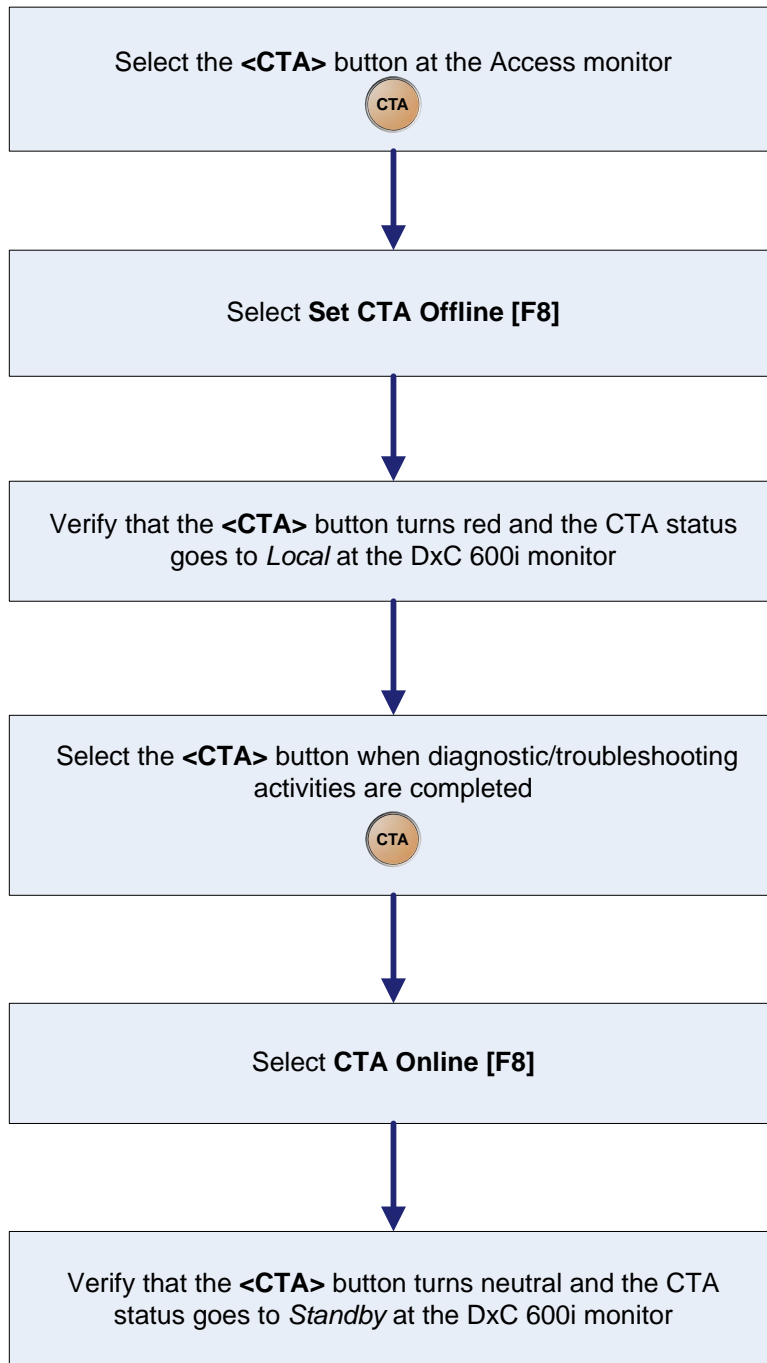 Select the <CTA> button at the Access monitor
CTA
Select Set CTA Offline [F8]
Verify that the <CTA> button turns red and the CTA status
goes to Local at the DxC 600i monitor
Select the <CTA> button when diagnostic/troubleshooting
activities are completed
CTA
Select CTA Online [F8]
Verify that the <CTA> button turns neutral and the CTA
status goes to Standby at the DxC 600i monitor